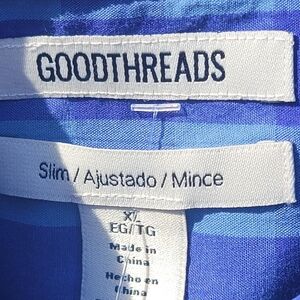 GOODTHREADS
Slim / Ajustado / Mince
XL
EG/TG
Made in
China
Hecho en
China